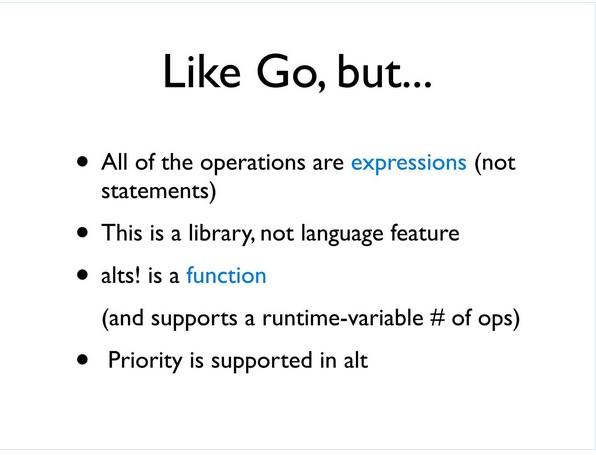 Like Go, but...
• All of the operations are expressions (not
statements)
• This is a library, not language feature
• alts! is a function
(and supports a runtime-variable # of ops)
• Priority is supported in alt